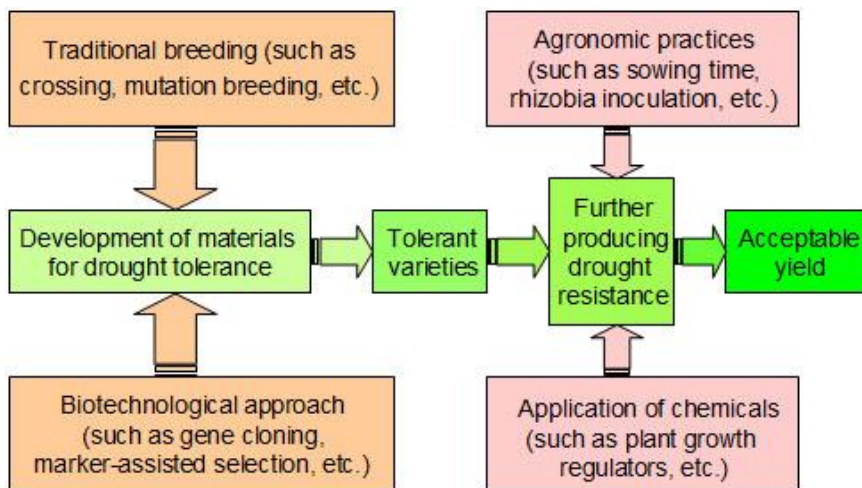 Traditional breeding (such as
crossing, mutation breeding, etc.)
Agronomic practices
(such as sowing time,
rhizobia inoculation, etc.)
Development of materials
for drought tolerance
Tolerant
varieties
Further
producing
drought
resistance
Acceptable
yield
Biotechnological approach
(such as gene cloning,
marker-assisted selection, etc.)
Application of chemicals
(such as plant growth
regulators, etc.)